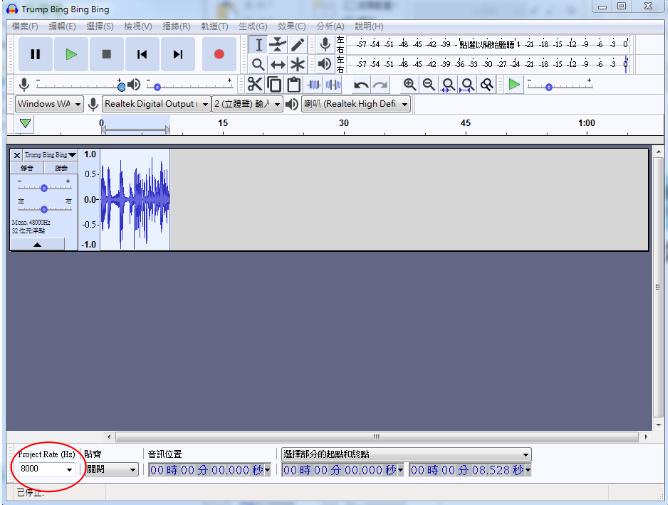 Trump Bing Bing Bing
檔案(F) 編輯(E) 選擇(S) 檢視(V) 播錄(R) 軌道(T) 生成(G) 效果(C) 分析(A) 說明(H)
左 右 -57 -54 -51 -48 -45 -42 -39 - 點選以開始監聽 -21 -18 -15 -12 -9 -6 -3 0
左 右 -57 -54 -51 -48 -45 -42 -39 -36 -33 -30 -27 -24 -21 -18 -15 -12 -9 -6 -3 0
Windows WA Realtek Digital Output 2 (立體聲) 輸入 喇叭 (Realtek High Defi
0 15 30 45 1:00
Trump Bing Bing 1.0
靜音 獨奏
0.5
左 右 0.0
Mono, 48000Hz -0.5
32 位元浮點
-1.0
Project Rate (Hz) 貼齊 音訊位置 選擇部分的起點和終點
8000 關閉 00 時 00 分 00.000 秒 00 時 00 分 00.000 秒 00 時 00 分 08.528 秒
已停止.